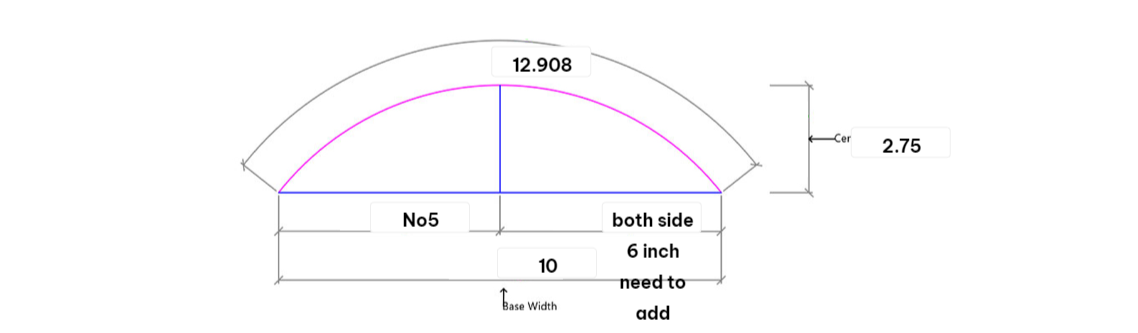 12.908
Cer
2.75
No5
both side
6 inch
need to
add
10
Base Width